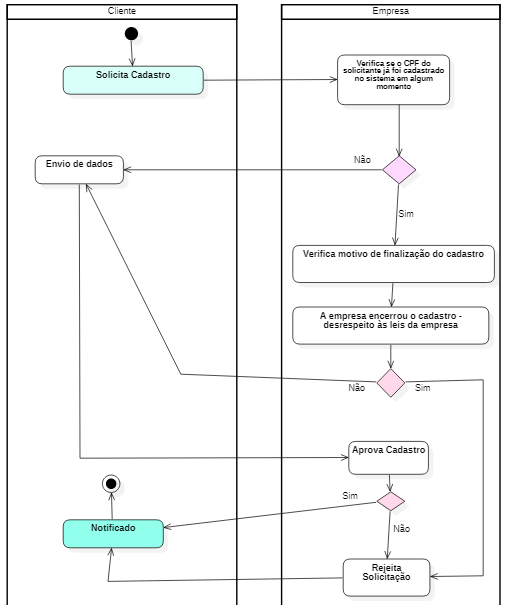 Cliente
Empresa
Solicita Cadastro
Verifica se o CPF do
solicitante já foi cadastrado
no sistema em algum
momento
Não
Envio de dados
Sim
Verifica motivo de finalização do cadastro
A empresa encerrou o cadastro -
desrespeito às leis da empresa
Não
Sim
Aprova Cadastro
Sim
Notificado
Não
Rejeita
Solicitação